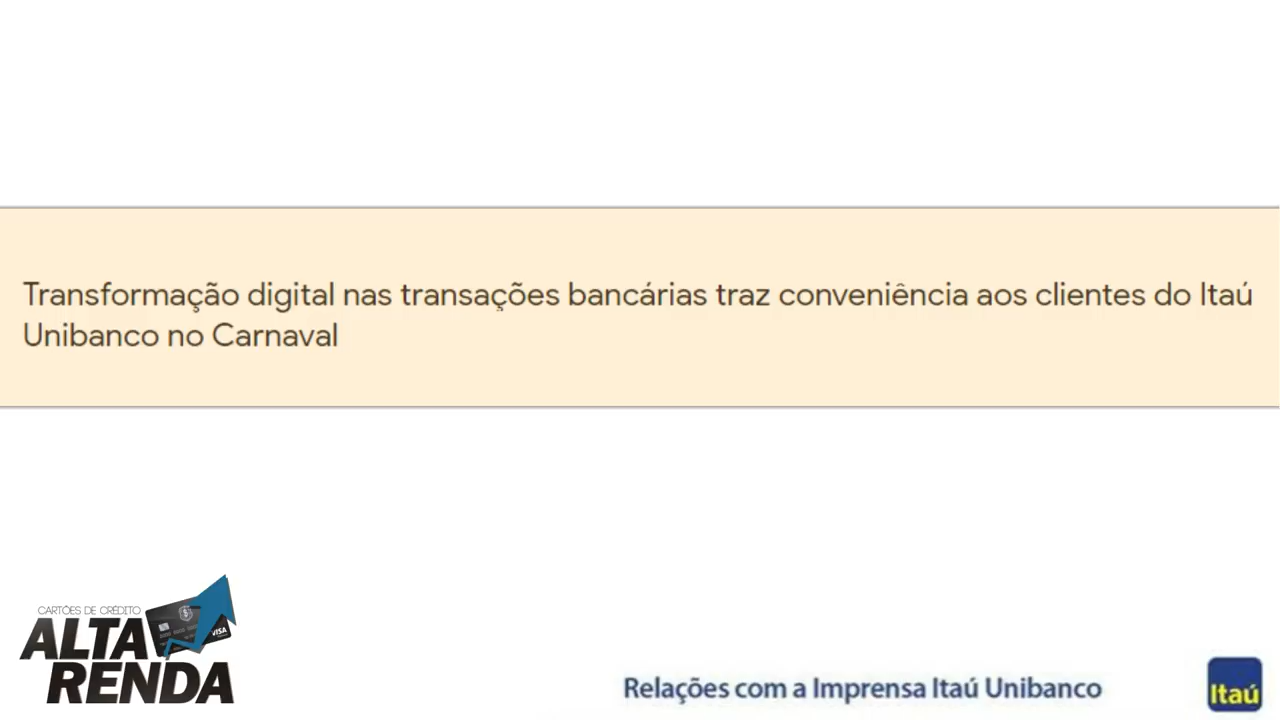 Transformação digital nas transações bancárias traz conveniência aos clientes do Itaú
Unibanco no Carnaval
CARTÕES DE CRÉDITO
ALTA
RENDA
VISA
Relações com a Imprensa Itaú Unibanco
Itaú